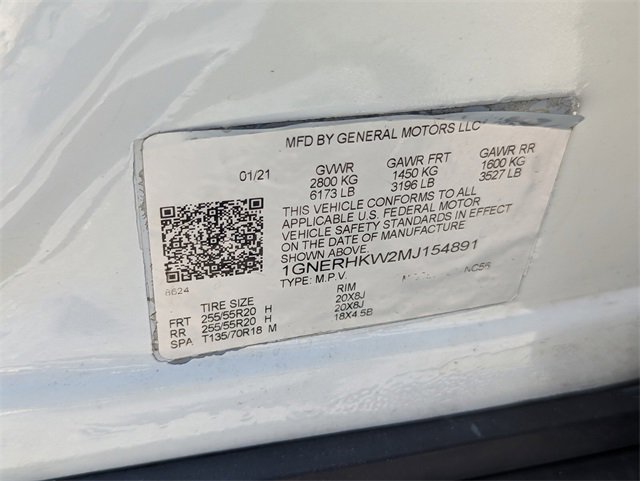 MFD BY GENERAL MOTORS LLC
01/21
GVWR GAWR FRT GAWR RR
2800 KG 1450 KG 1600 KG
6173 LB 3196 LB 3527 LB
THIS VEHICLE CONFORMS TO ALL
APPLICABLE U.S. FEDERAL MOTOR
VEHICLE SAFETY STANDARDS IN EFFECT
ON THE DATE OF MANUFACTURE
SHOWN ABOVE.
1GNERHKW2MJ154891
TYPE: M.P.V.
8624
TIRE SIZE RIM
FRT 255/55R20 H 20X8J
RR 255/55R20 H 20X8J
SPA T135/70R18 M 18X4.5B